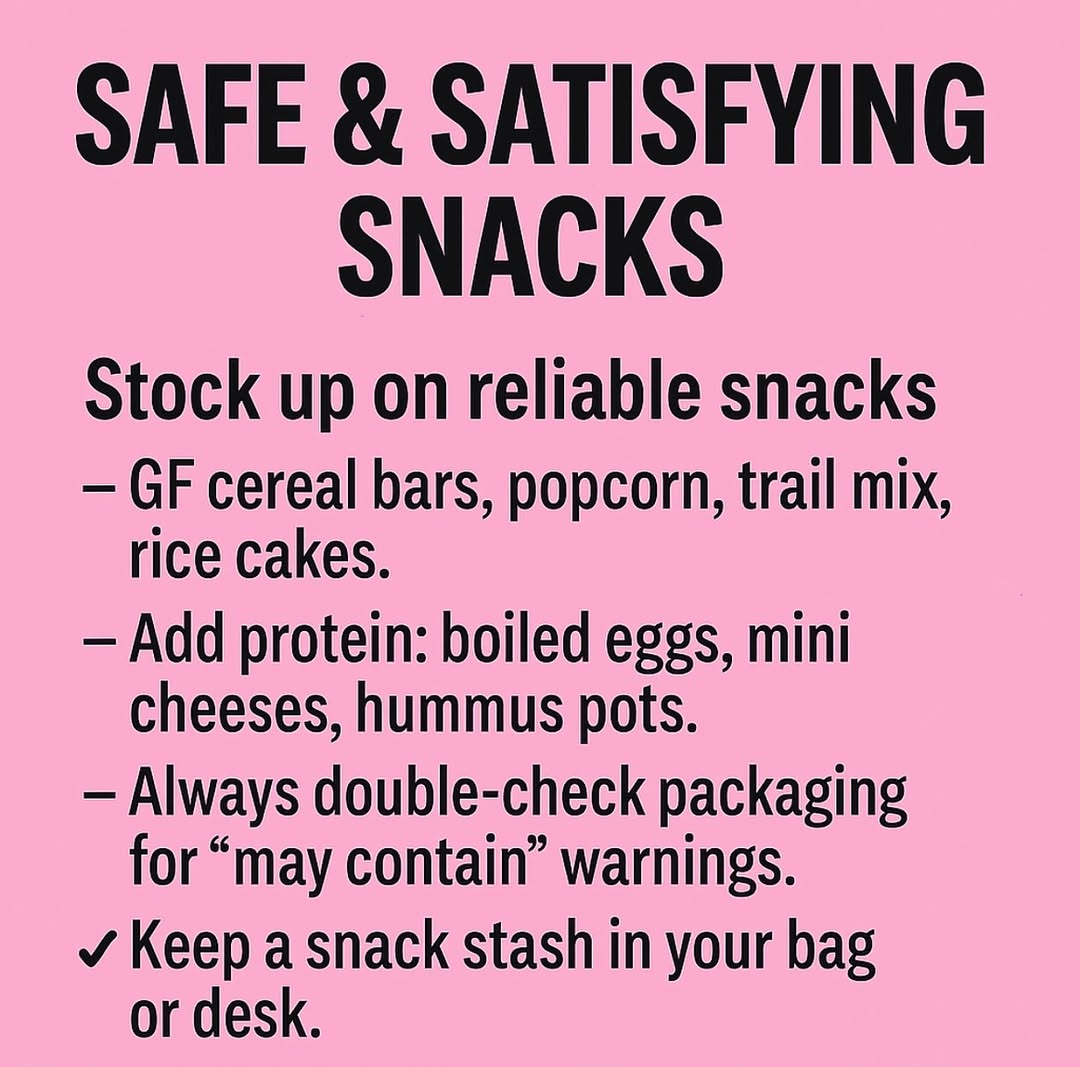 SAFE & SATISFYING
SNACKS
Stock up on reliable snacks
– GF cereal bars, popcorn, trail mix,
rice cakes.
– Add protein: boiled eggs, mini
cheeses, hummus pots.
– Always double-check packaging
for “may contain” warnings.
✓ Keep a snack stash in your bag
or desk.